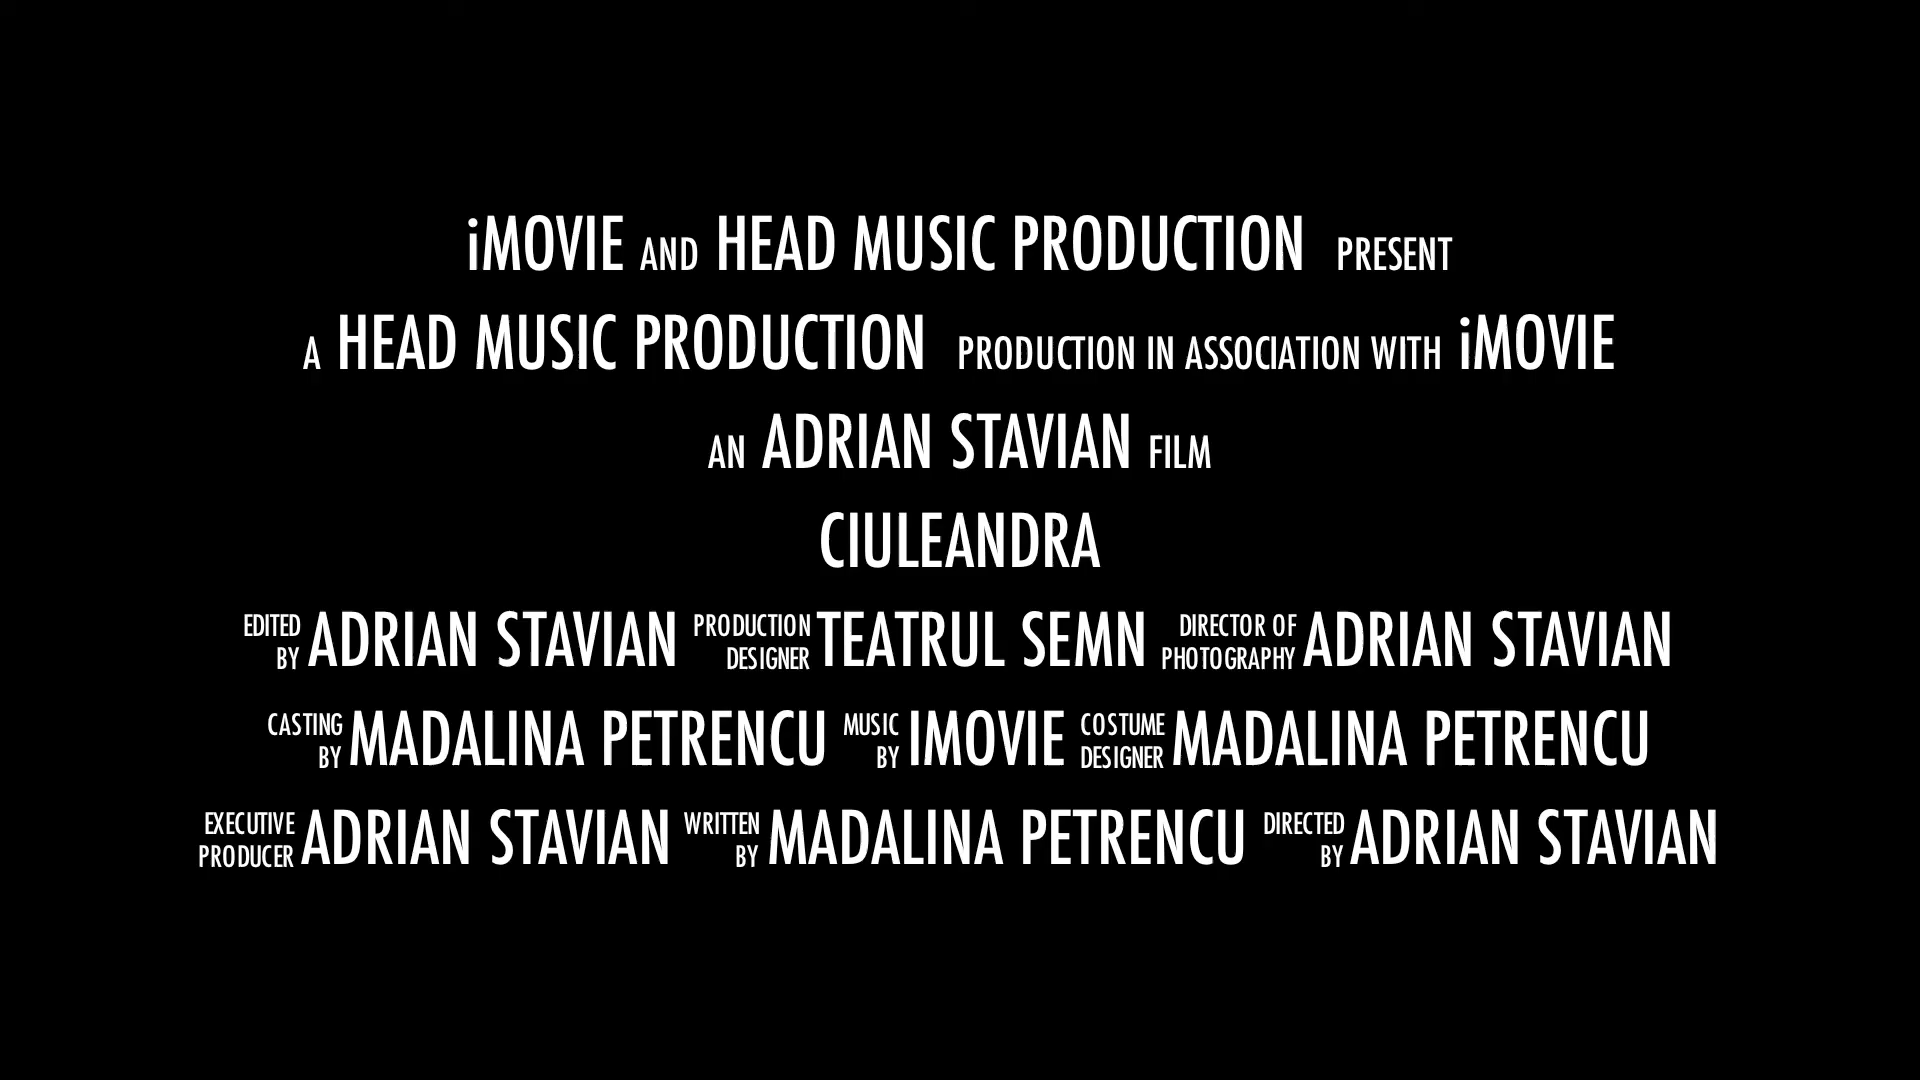 iMOVIE AND HEAD MUSIC PRODUCTION PRESENT
A HEAD MUSIC PRODUCTION PRODUCTION IN ASSOCIATION WITH iMOVIE
AN ADRIAN STAVIAN FILM
CIULEANDRA
EDITED BY ADRIAN STAVIAN PRODUCTION DESIGNER TEATRUL SEMN DIRECTOR OF PHOTOGRAPHY ADRIAN STAVIAN
CASTING BY MADALINA PETRENCU MUSIC BY IMOVIE COSTUME DESIGNER MADALINA PETRENCU
EXECUTIVE PRODUCER ADRIAN STAVIAN WRITTEN BY MADALINA PETRENCU DIRECTED BY ADRIAN STAVIAN